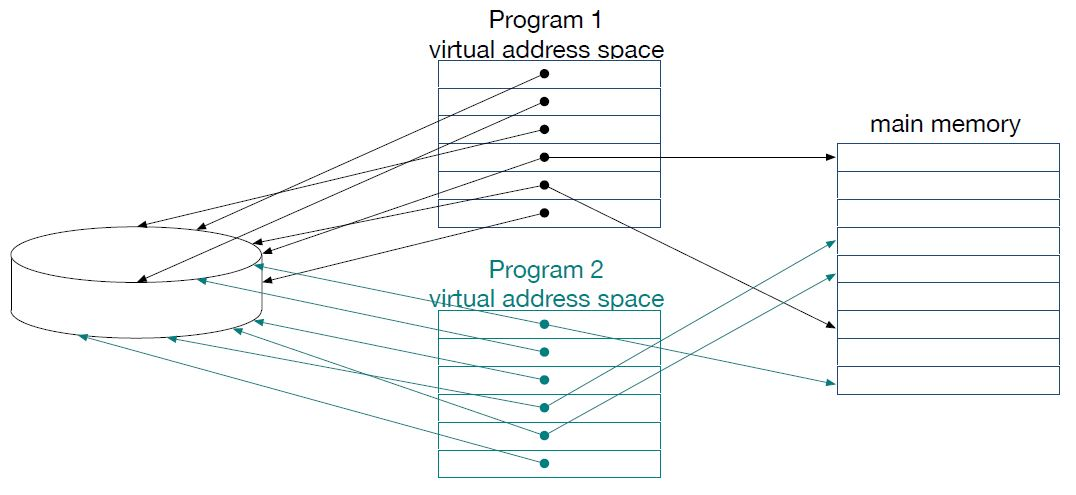 Program 1
virtual address space
main memory
Program 2
virtual address space